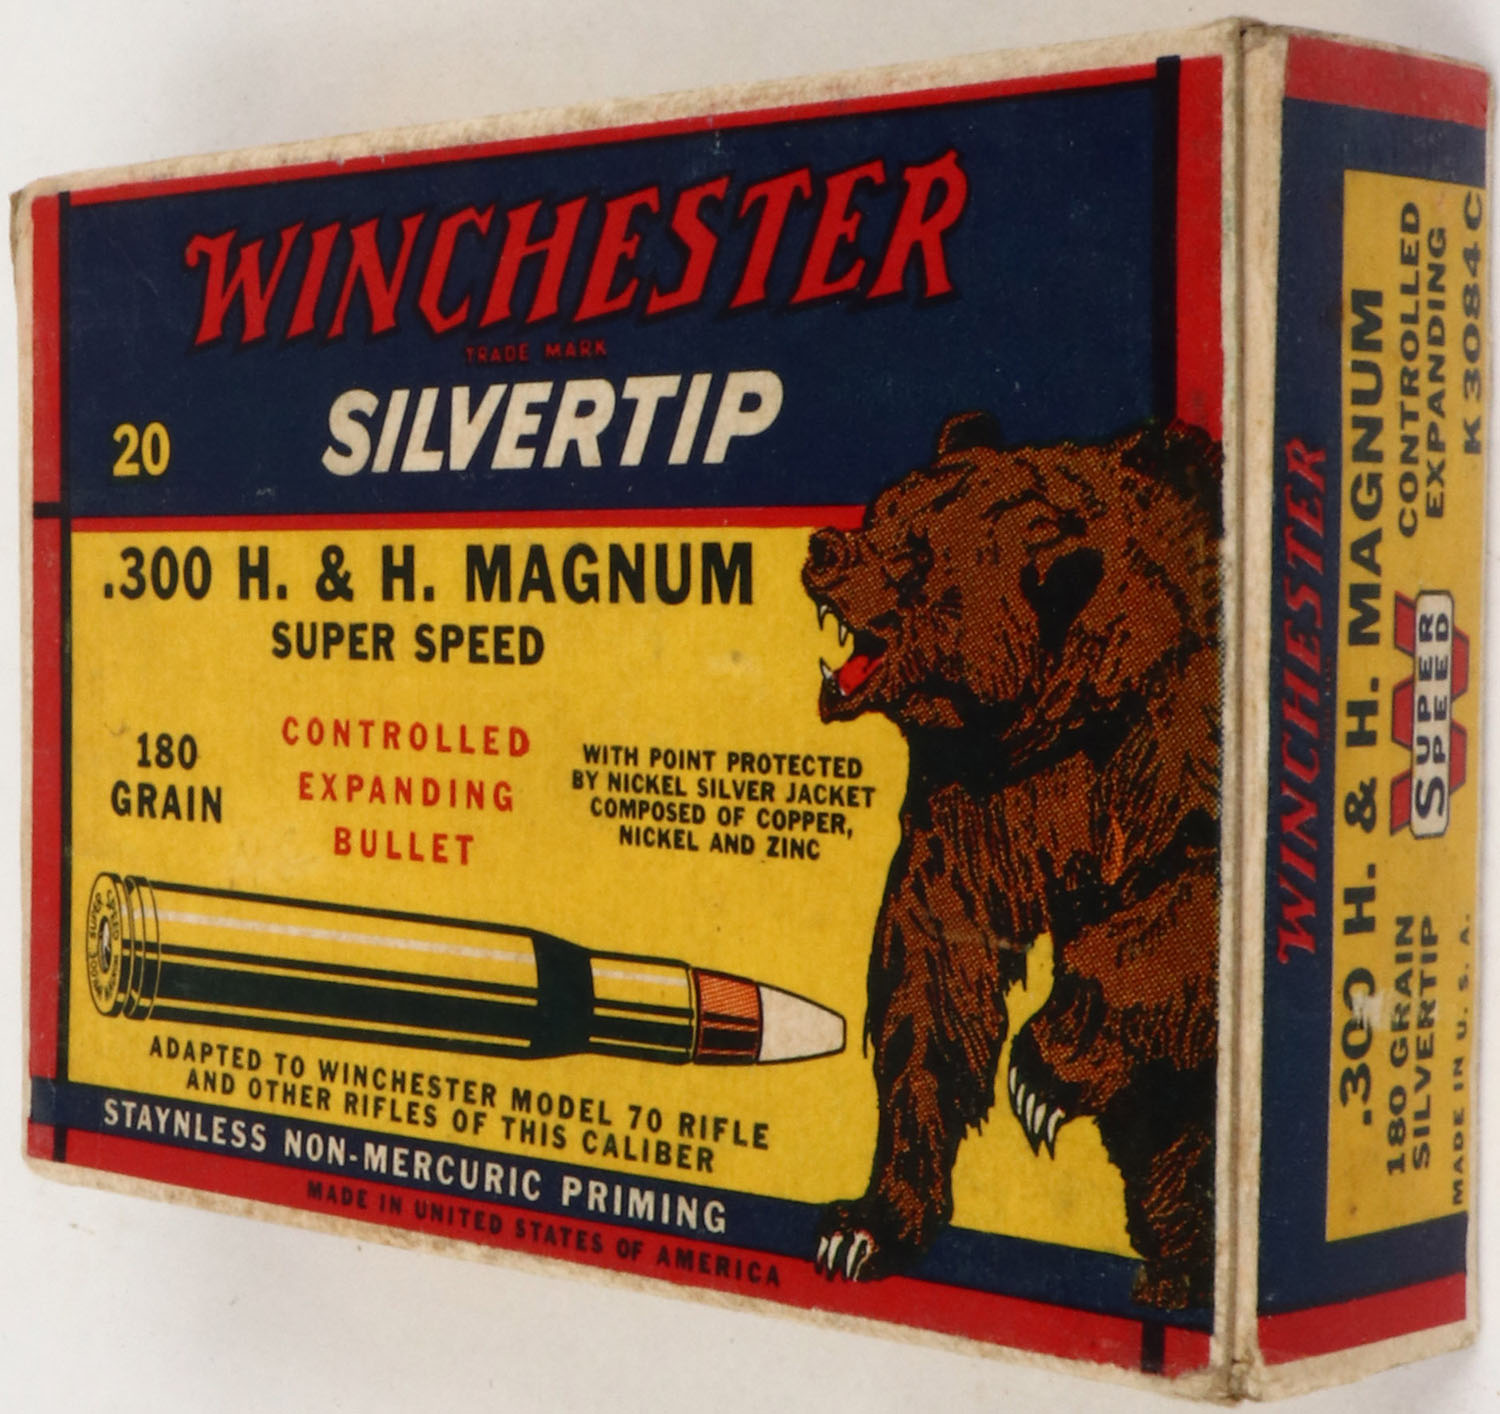 WINCHESTER
TRADE MARK
SILVERTIP
20
.300 H. & H. MAGNUM
SUPER SPEED
180
GRAIN
CONTROLLED
EXPANDING
BULLET
WITH POINT PROTECTED
BY NICKEL SILVER JACKET
COMPOSED OF COPPER,
NICKEL AND ZINC
ADAPTED TO WINCHESTER MODEL 70 RIFLE
AND OTHER RIFLES OF THIS CALIBER
STAYNLESS NON-MERCURIC PRIMING
MADE IN UNITED STATES OF AMERICA
WINCHESTER
.300 H. & H. MAGNUM
180 GRAIN
SILVERTIP
W
SUPER
SPEED
CONTROLLED
EXPANDING
MADE IN U. S. A.
K 3084 C